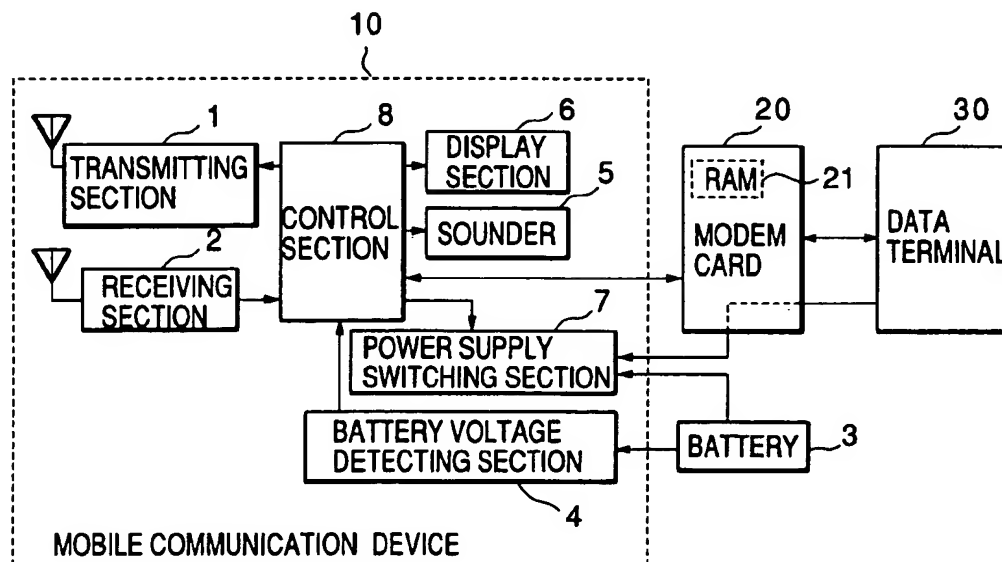 10
1
TRANSMITTING
SECTION
8
CONTROL
SECTION
6
DISPLAY
SECTION
5
SOUNDER
2
RECEIVING
SECTION
7
POWER SUPPLY
SWITCHING SECTION
BATTERY VOLTAGE
DETECTING SECTION
4
MOBILE COMMUNICATION DEVICE
20
RAM
21
MODEM
CARD
30
DATA
TERMINAL
BATTERY
3